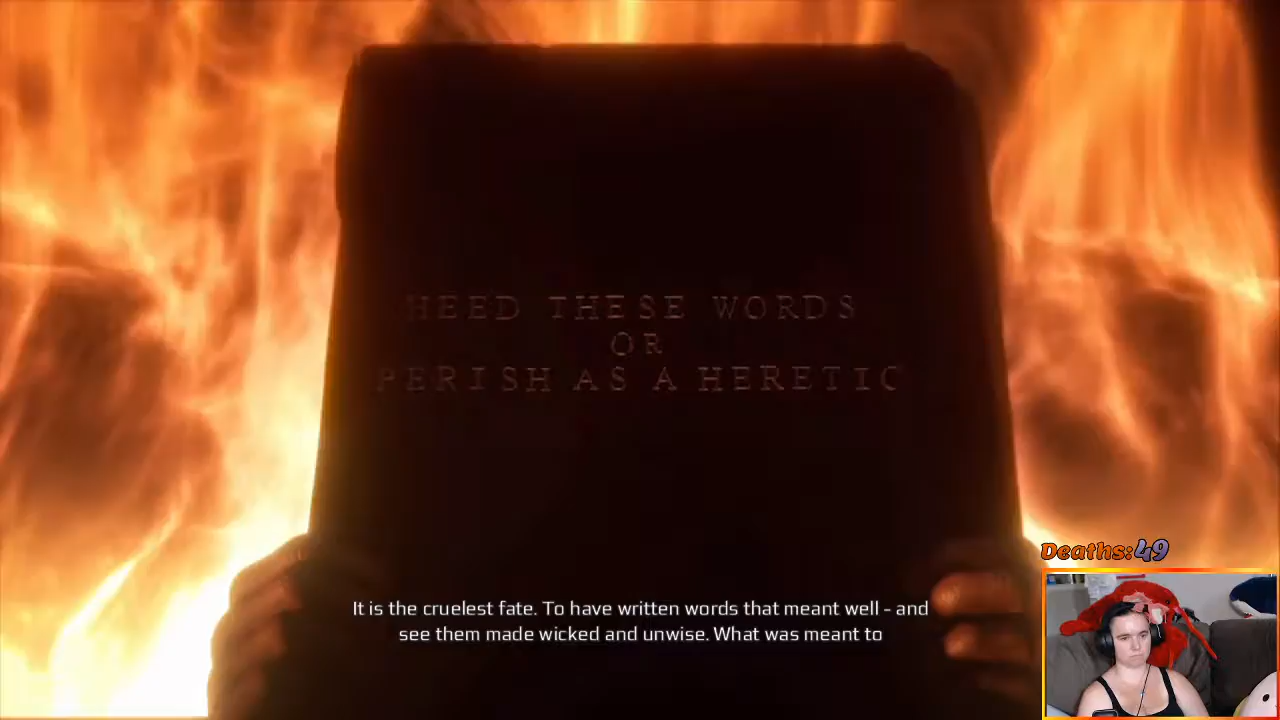 HEED THESE WORDS
OR
PERISH AS A HERETIC
Deaths:49
It is the cruelest fate. To have written words that meant well - and
see them made wicked and unwise. What was meant to